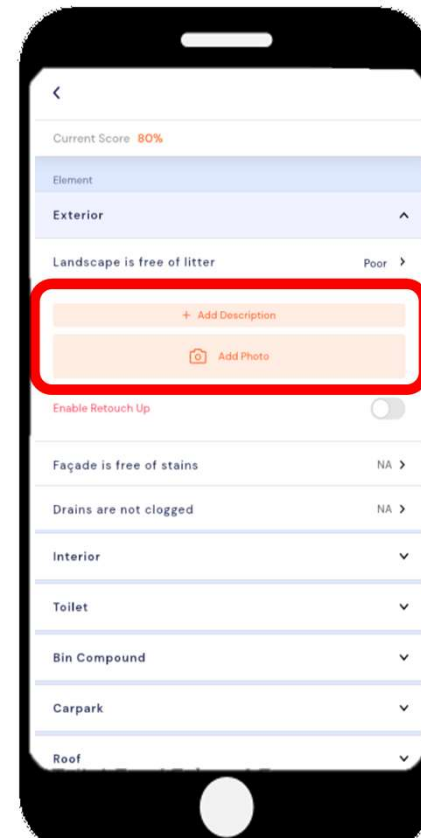 Current Score 80%
Element
Exterior
Landscape is free of litter Poor
+ Add Description
Add Photo
Enable Retouch Up
Façade is free of stains NA
Drains are not clogged NA
Interior
Toilet
Bin Compound
Carpark
Roof